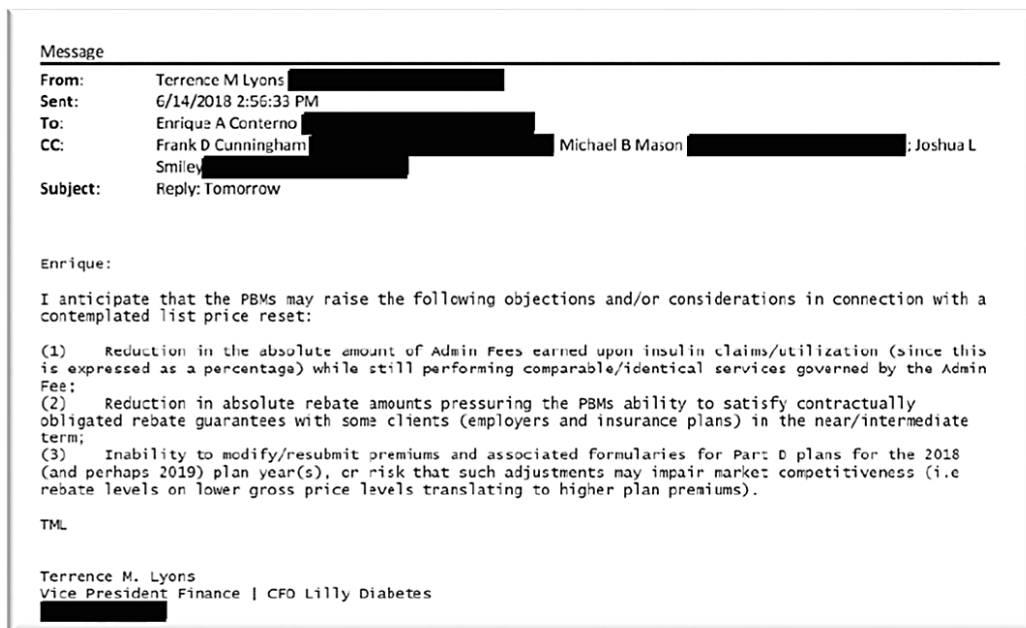 Message
From: Terrence M Lyons
Sent: 6/14/2018 2:56:33 PM
To: Enrique A Conterno
CC: Frank D Cunningham Michael B Mason ; Joshua L
Smiley
Subject: Reply: Tomorrow
Enrique:
I anticipate that the PBMs may raise the following objections and/or considerations in connection with a
contemplated list price reset:
(1) Reduction in the absolute amount of Admin Fees earned upon insulin claims/utilization (since this
is expressed as a percentage) while still performing comparable/identical services governed by the Admin
Fee;
(2) Reduction in absolute rebate amounts pressuring the PBMs ability to satisfy contractually
obligated rebate guarantees with some clients (employers and insurance plans) in the near/intermediate
term;
(3) Inability to modify/resubmit premiums and associated formularies for Part D plans for the 2018
(and perhaps 2019) plan year(s), or risk that such adjustments may impair market competitiveness (i.e
rebate levels on lower gross price levels translating to higher plan premiums).
TML
Terrence M. Lyons
Vice President Finance | CFO Lilly Diabetes